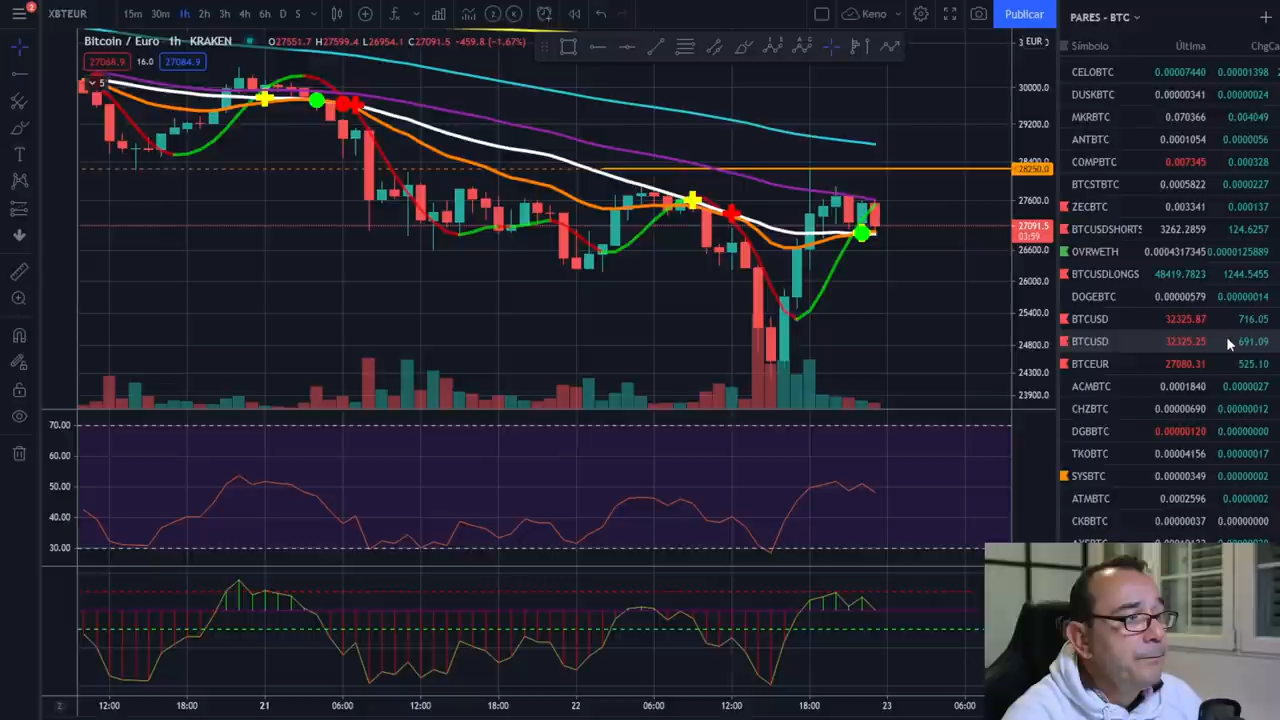 2
XBTEUR
15m 30m 1h 2h 3h 4h 6h D S
Keno
Publicar
Bitcoin / Euro 1h KRAKEN O27551.7 H27599.4 L26954.1 C27091.5 -459.8 (-1.67%)
27068.9 16.0 27084.9
5
EUR
30000.0
29200.0
28400.0
28250.0
27600.0
27091.5
03:59
26600.0
26000.0
25400.0
24800.0
24300.0
23900.0
70.00
60.00
50.00
40.00
30.00
12:00 18:00 21 06:00 12:00 18:00 22 06:00 12:00 18:00 23 06:00
PARES - BTC
Símbolo Última Chg
CELOBTC 0.00007440 0.00001398
DUSKBTC 0.00000341 0.000024
MKRBTC 0.070366 0.004049
ANTBTC 0.0001054 0.000056
COMPBTC 0.007345 0.000328
BTCSTBTC 0.0005822 0.0000227
ZECBTC 0.003341 0.000137
BTCUSDSHORTS 3262.2859 124.6257
OVRWETH 0.0004317345 0.0000125889
BTCUSDLONGS 48419.7823 1244.5455
DOGEBTC 0.00000579 0.00000014
BTCUSD 32325.87 716.05
BTCUSD 32325.25 691.09
BTCEUR 27080.31 525.10
ACMBTC 0.0001840 0.0000027
CHZBTC 0.00000690 0.00000012
DGBBTC 0.00000120 0.00000000
TKOBTC 0.00004156 0.00000017
SYSBTC 0.00000349 0.00000002
ATMBTC 0.0002596 0.0000002
CKBBTC 0.00000037 0.00000000